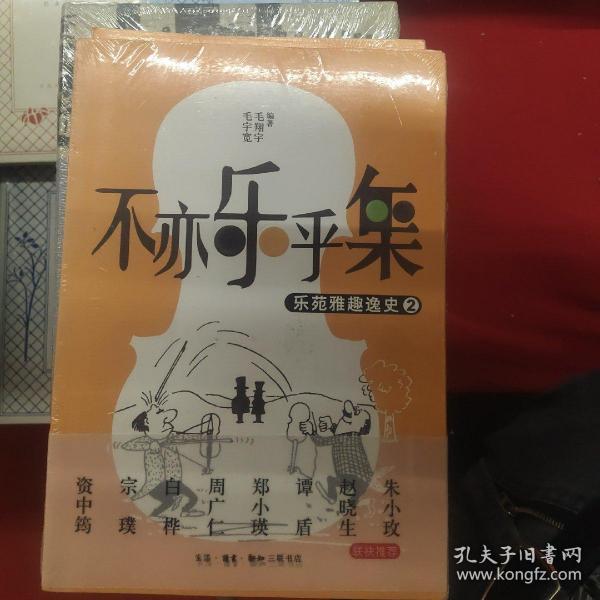 毛翔宇
毛宇宽
编著
不亦乐乎集
乐苑雅趣逸史2
朱小玫
赵晓生
谭盾
郑小瑛
周广仁
白桦
宗璞
资中筠
联袂推荐
生活·读书·新知三联书店
孔夫子旧书网
www.kongfz.com